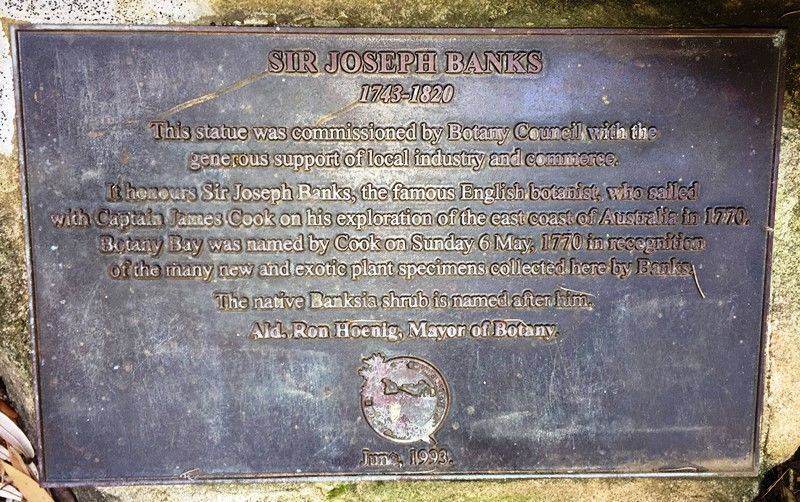 SIR JOSEPH BANKS
1743-1820
This statue was commissioned by Botany Council with the
generous support of local industry and commerce.
It honours Sir Joseph Banks, the famous English botanist, who sailed
with Captain James Cook on his exploration of the east coast of Australia in 1770.
Botany Bay was named by Cook on Sunday 6 May, 1770 in recognition
of the many new and exotic plant specimens collected here by Banks.
The native Banksia shrub is named after him.
Ald. Ron Hoenig, Mayor of Botany.
June, 1993.